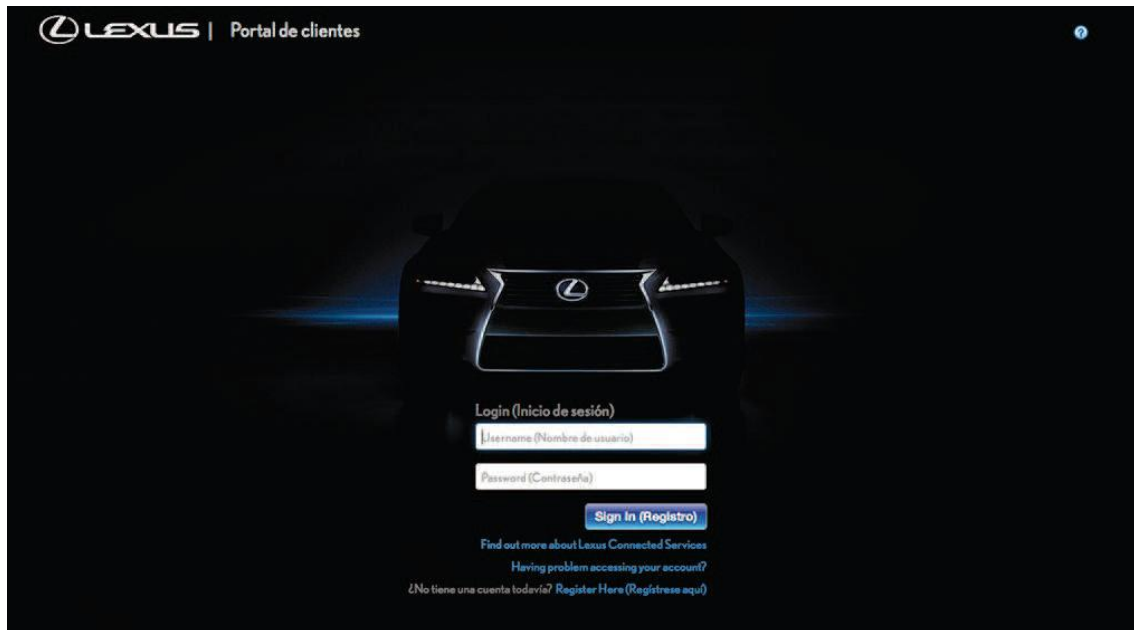 LEXUS | Portal de clientes
?
Login (Inicio de sesión)
Username (Nombre de usuario)
Password (Contraseña)
Sign In (Registro)
Find out more about Lexus Connected Services
Having problem accessing your account?
¿No tiene una cuenta todavía? Register Here (Regístrese aquí)